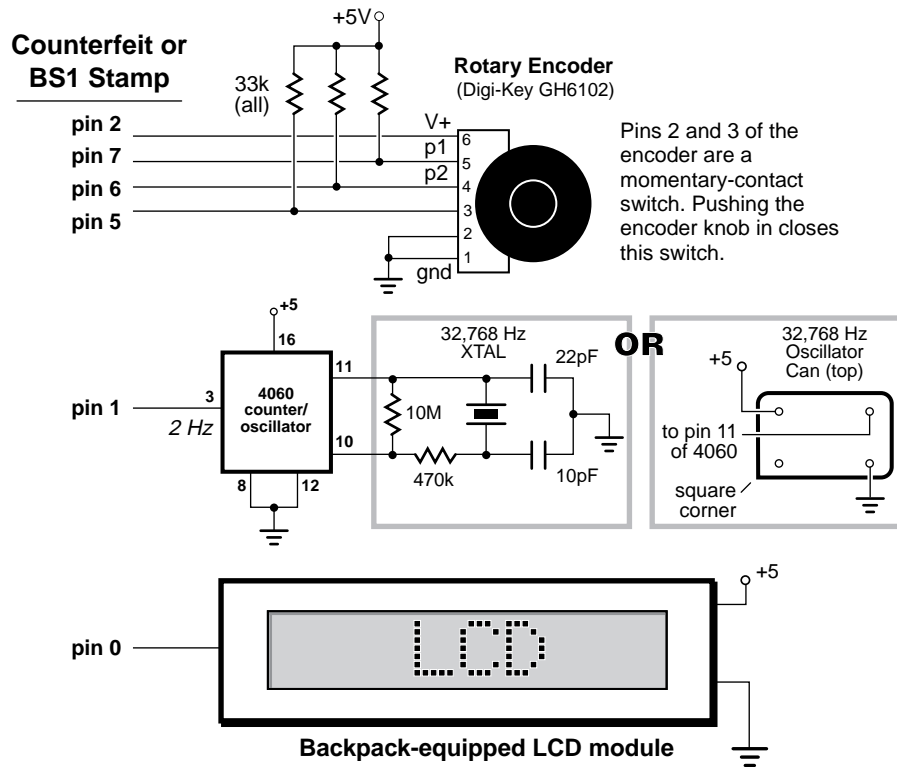 Counterfeit or
BS1 Stamp
+5V
33k
(all)
Rotary Encoder
(Digi-Key GH6102)
pin 2
pin 7
pin 6
pin 5
V+
p1
p2
gnd
6
5
4
3
2
1
Pins 2 and 3 of the
encoder are a
momentary-contact
switch. Pushing the
encoder knob in closes
this switch.
+5
16
pin 1
3
2 Hz
4060
counter/
oscillator
11
10
8
12
32,768 Hz
XTAL
10M
470k
22pF
10pF
OR
32,768 Hz
Oscillator
Can (top)
+5
to pin 11
of 4060
square
corner
pin 0
LCD
+5
Backpack-equipped LCD module